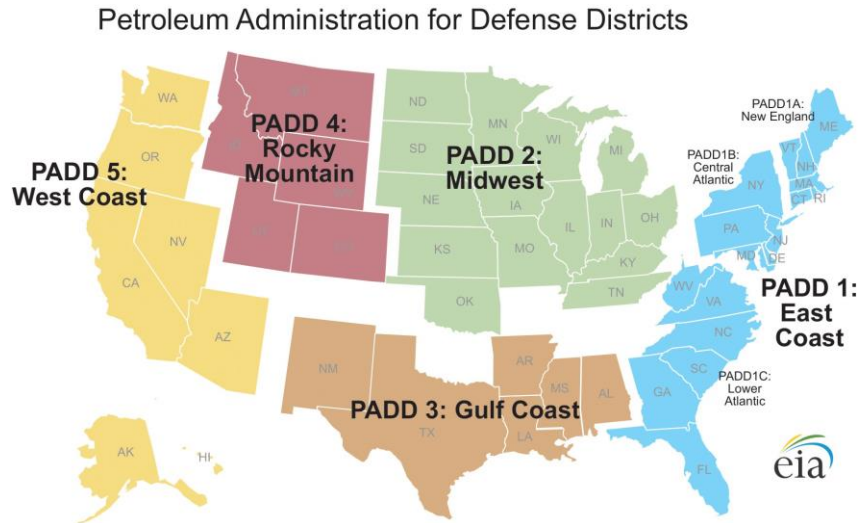 Petroleum Administration for Defense Districts
WA
OR
PADD 5:
West Coast
NV
CA
AZ
AK
HI
MT
PADD 4:
Rocky
Mountain
ND
MN
SD
WI
MI
PADD 2:
Midwest
NE
IA
IL
IN
OH
KS
MO
KY
OK
TN
NM
AR
MS
AL
PADD 3: Gulf Coast
TX
LA
PADD1A:
New England
ME
VT
NH
PADD1B:
Central
Atlantic
NY
MA
CT
RI
PA
NJ
MD
DE
WV
VA
PADD 1:
East
Coast
NC
SC
GA
PADD1C:
Lower
Atlantic
FL
eia